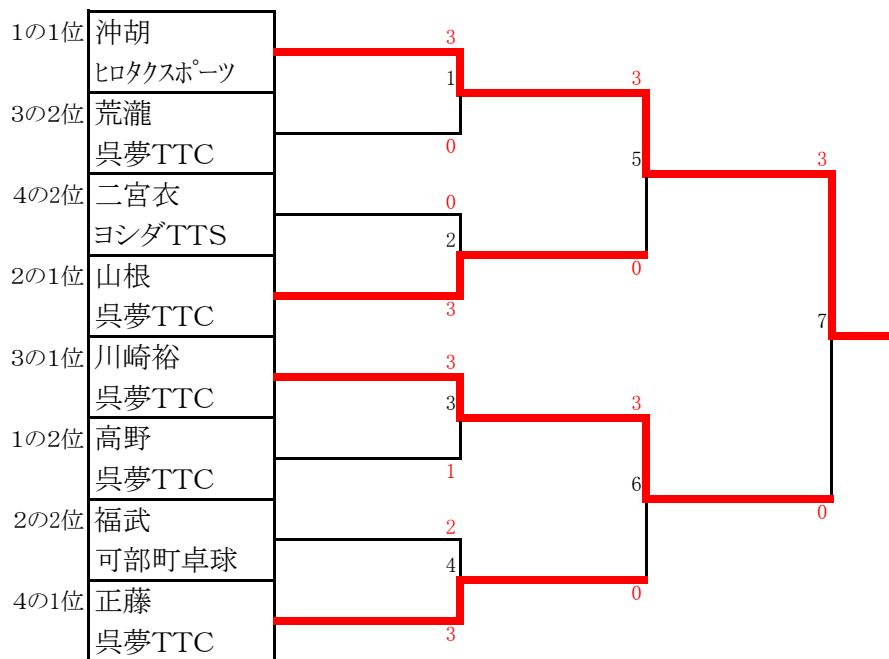 1の1位 沖胡
ヒロタクスポーツ
3の2位 荒瀧
呉夢TTC
4の2位 二宮衣
ヨシダTTS
2の1位 山根
呉夢TTC
3の1位 川崎裕
呉夢TTC
1の2位 高野
呉夢TTC
2の2位 福武
可部町卓球
4の1位 正藤
呉夢TTC
3
1
0
0
2
3
3
3
1
2
4
3
3
5
0
3
6
0
3
7
0